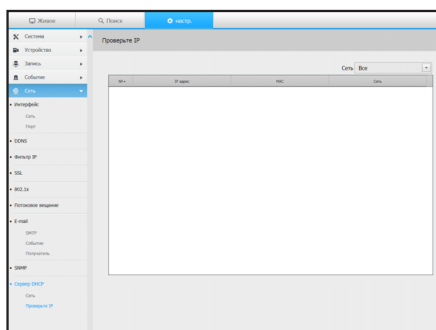 Живое
Поиск
настр.
Система
Устройство
Запись
Событие
Сеть
Интерфейс
Сеть
Порт
DDNS
Фильтр IP
SSL
802.1x
Потоковое вещание
E-mail
SMTP
Событие
Получатель
SNMP
Сервер DHCP
Сеть
Проверьте IP
Проверьте IP
Сеть Все
IP адрес MAC Сеть